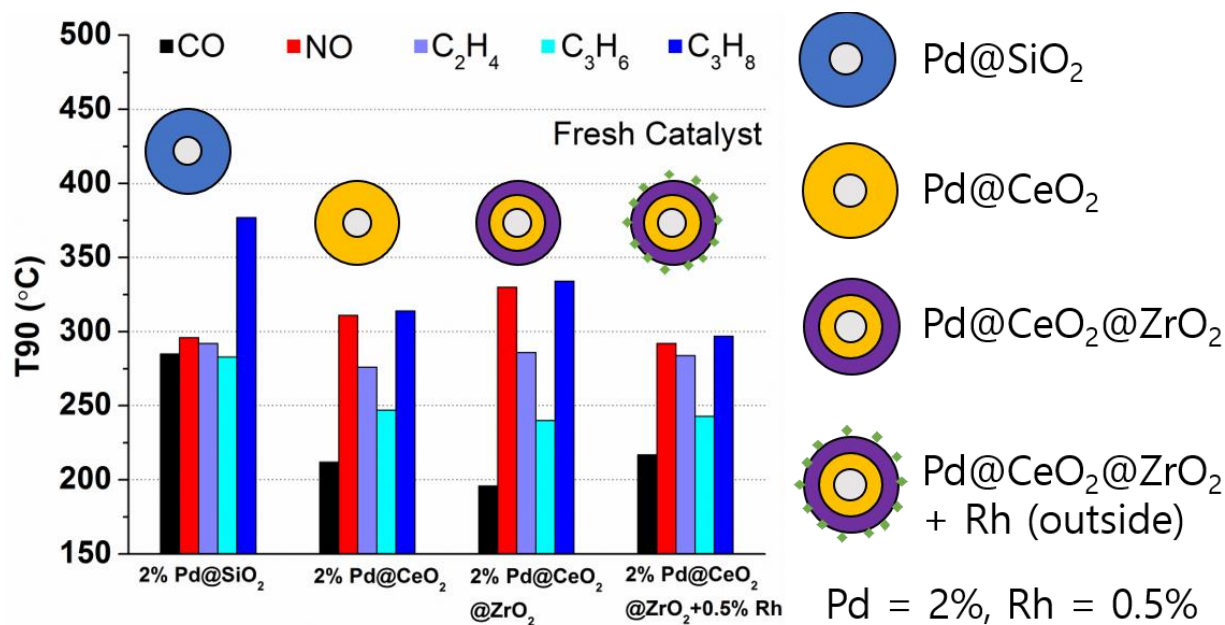 500
450
400
350
300
250
200
150
T90 (°C)
CO NO C₂H₄ C₃H₆ C₃H₈
Fresh Catalyst
2% Pd@SiO₂
2% Pd@CeO₂
2% Pd@CeO₂
@ZrO₂
2% Pd@CeO₂
@ZrO₂+0.5% Rh
Pd@SiO₂
Pd@CeO₂
Pd@CeO₂@ZrO₂
Pd@CeO₂@ZrO₂
+ Rh (outside)
Pd = 2%, Rh = 0.5%